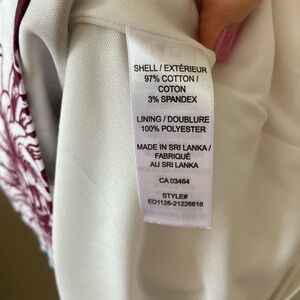 SHELL / EXTÉRIEUR
97% COTTON /
COTON
3% SPANDEX
LINING / DOUBLURE
100% POLYESTER
MADE IN SRI LANKA /
FABRIQUÉ
AU SRI LANKA
CA 03464
STYLE#
ED1126-21226618